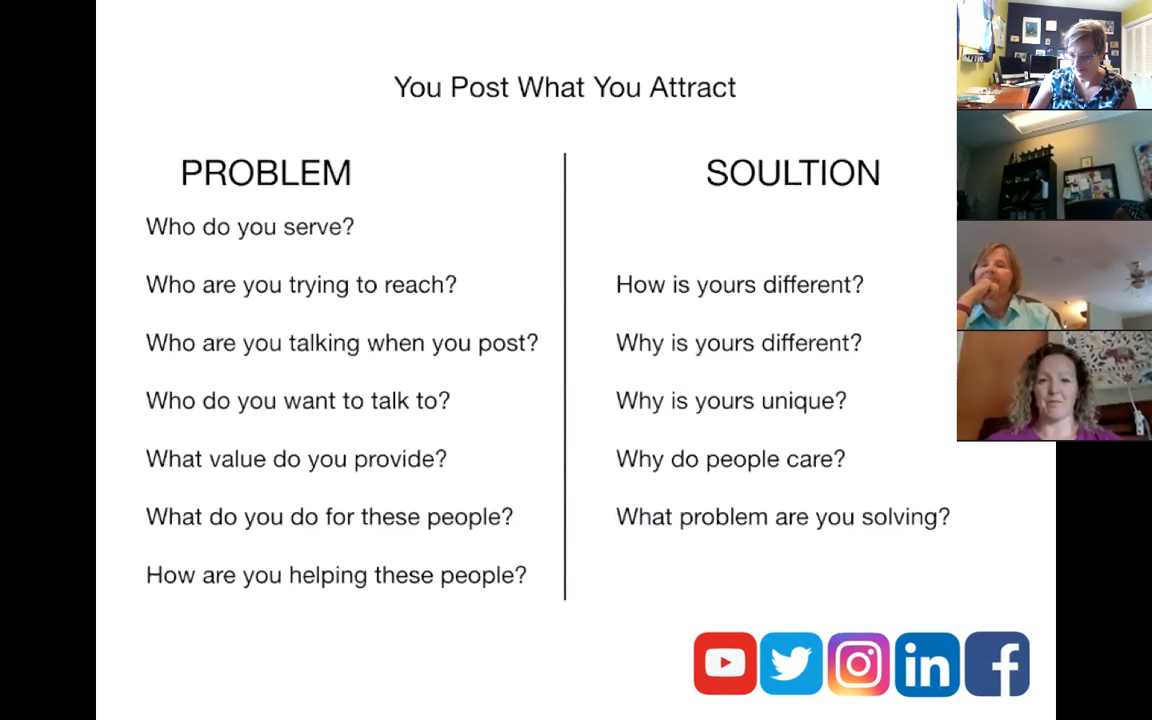 You Post What You Attract
PROBLEM
Who do you serve?
Who are you trying to reach?
Who are you talking when you post?
Who do you want to talk to?
What value do you provide?
What do you do for these people?
How are you helping these people?
SOULTION
How is yours different?
Why is yours different?
Why is yours unique?
Why do people care?
What problem are you solving?
in
f